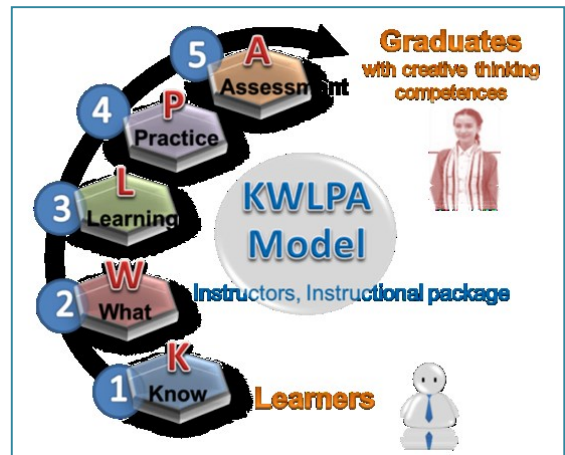 5 A
Assessment
Graduates
with creative thinking
competences
4 P
Practice
3 L
Learning
KWLPA
Model
2 W
What
Instructors, Instructional package
1 K
Know
Learners